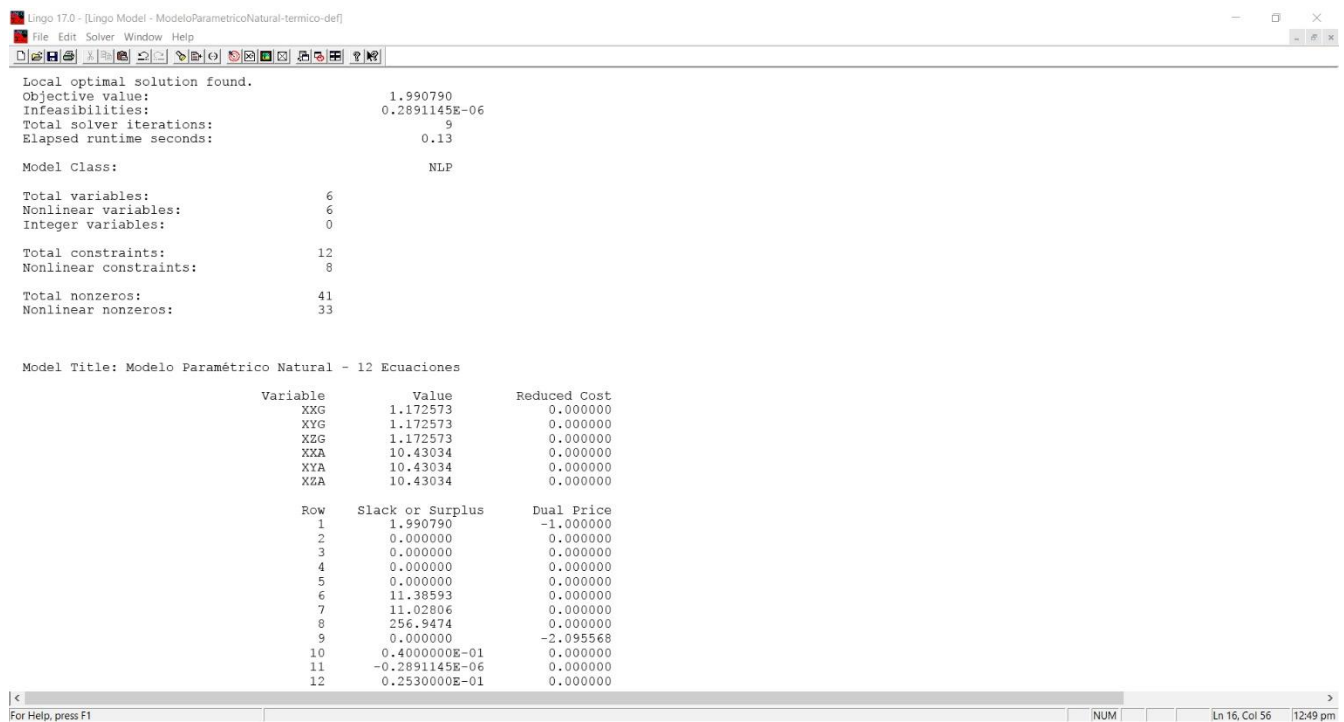 Lingo 17.0 - [Lingo Model - ModeloParametricoNatural-termico-def]
File Edit Solver Window Help
Local optimal solution found.
Objective value: 1.990790
Infeasibilities: 0.2891145E-06
Total solver iterations: 9
Elapsed runtime seconds: 0.13
Model Class: NLP
Total variables: 6
Nonlinear variables: 6
Integer variables: 0
Total constraints: 12
Nonlinear constraints: 8
Total nonzeros: 41
Nonlinear nonzeros: 33
Model Title: Modelo Paramétrico Natural - 12 Ecuaciones
Variable Value Reduced Cost
XXG 1.172573 0.000000
XYG 1.172573 0.000000
XZG 1.172573 0.000000
XXA 10.43034 0.000000
XYA 10.43034 0.000000
XZA 10.43034 0.000000
Row Slack or Surplus Dual Price
1 1.990790 -1.000000
2 0.000000 0.000000
3 0.000000 0.000000
4 0.000000 0.000000
5 0.000000 0.000000
6 11.38593 0.000000
7 11.02806 0.000000
8 256.9474 0.000000
9 0.000000 -2.095568
10 0.4000000E-01 0.000000
11 -0.2891145E-06 0.000000
12 0.2530000E-01 0.000000
For Help, press F1 NUM Ln 16, Col 56 12:49 pm